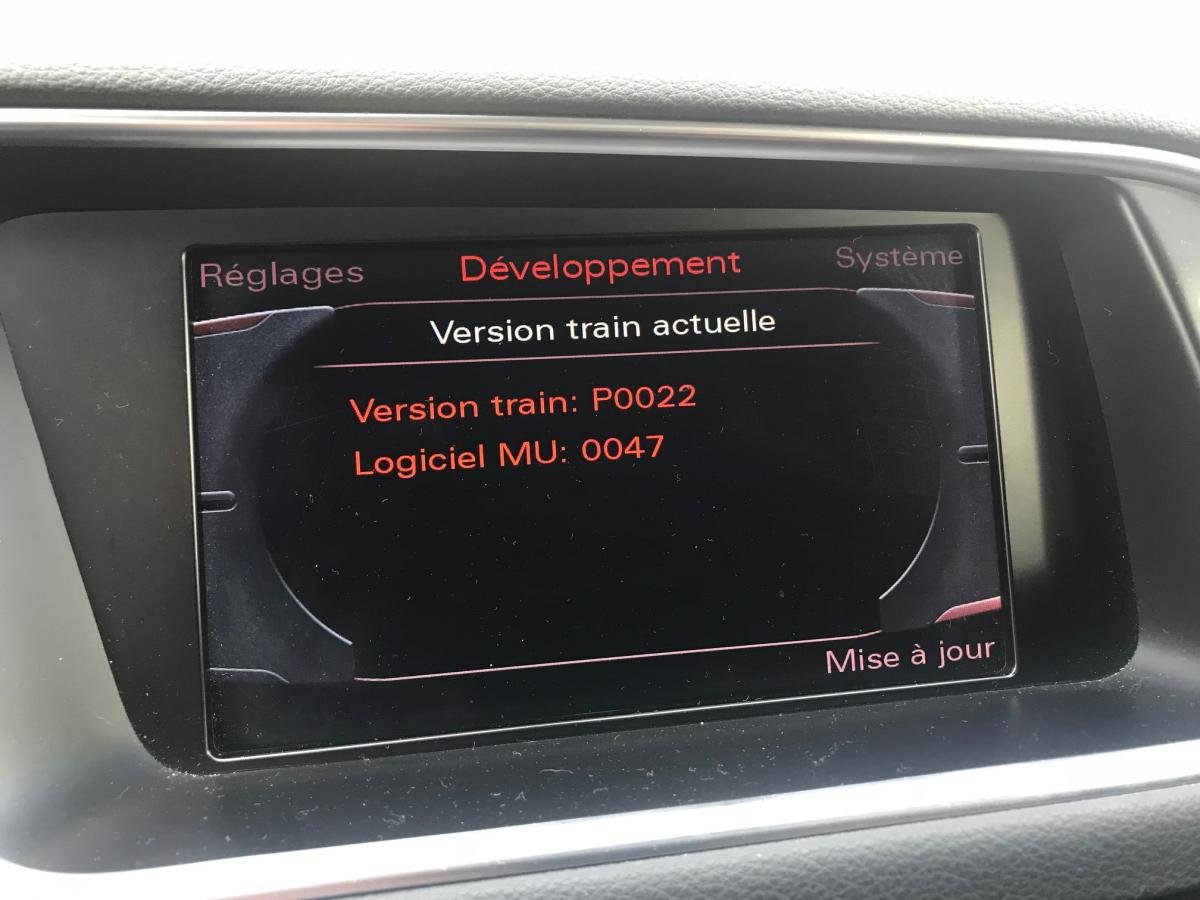 Réglages
Développement
Système
Version train actuelle
Version train: P0022
Logiciel MU: 0047
Mise à jour